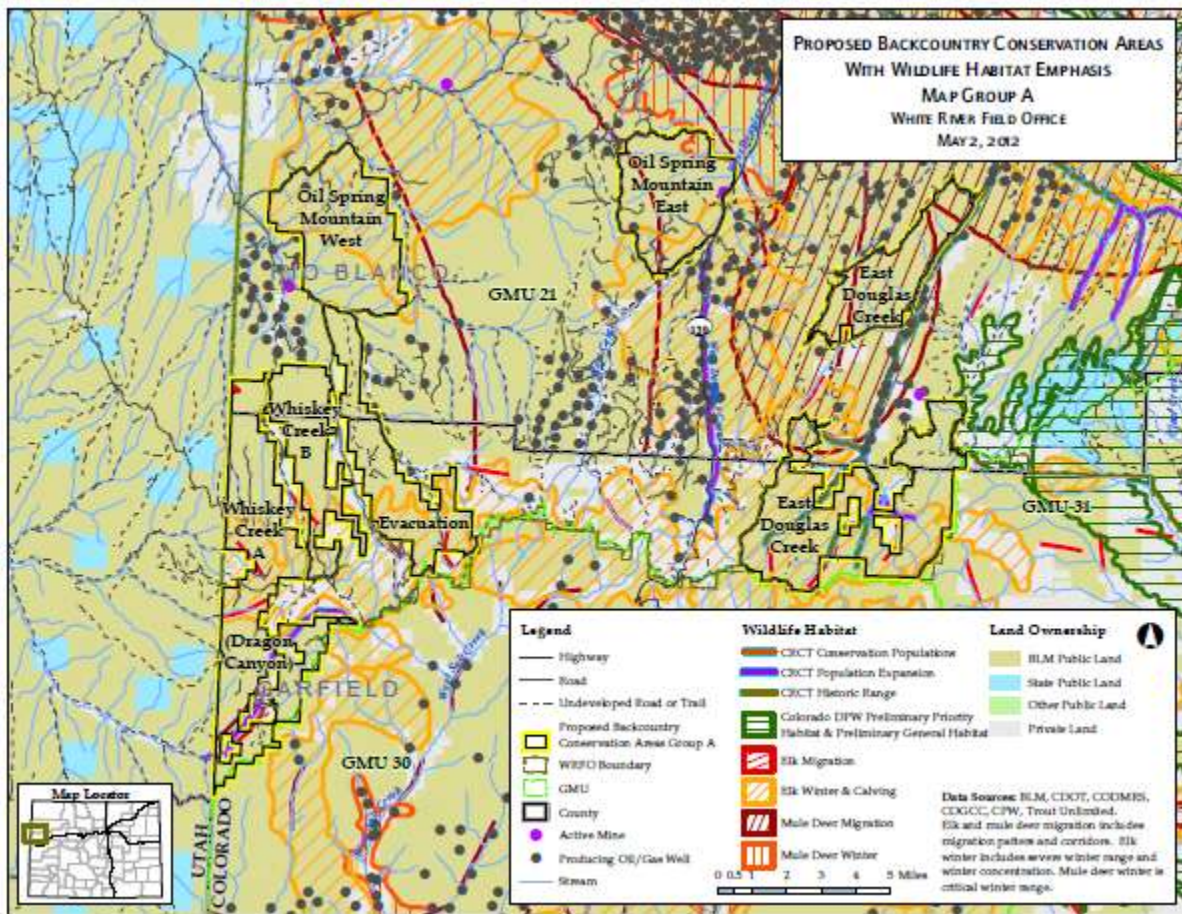 PROPOSED BACKCOUNTRY CONSERVATION AREAS
WITH WILDLIFE HABITAT EMPHASIS
MAP GROUP A
WHITE RIVER FIELD OFFICE
MAY 2, 2012
Oil Spring
Mountain
East
Oil Spring
Mountain
West
RIO BLANCO
GMU 21
East
Douglas
Creek
139
Whiskey
Creek
B
Whiskey
Creek
A
Evacuation
East
Douglas
Creek
GMU 31
(Dragon
Canyon)
GARFIELD
GMU 30
UTAH
COLORADO
Map Locator
Legend
Highway
Road
Undeveloped Road or Trail
Proposed Backcountry
Conservation Areas Group A
WRFO Boundary
GMU
County
Active Mine
Producing Oil/Gas Well
Stream
Wildlife Habitat
CRCT Conservation Populations
CRCT Population Expansion
CRCT Historic Range
Colorado DPW Preliminary Priority
Habitat & Preliminary General Habitat
Elk Migration
Elk Winter & Calving
Mule Deer Migration
Mule Deer Winter
Land Ownership
BLM Public Land
State Public Land
Other Public Land
Private Land
Data Sources: BLM, CDOT, CODMRS,
COGCC, CPW, Trout Unlimited.
Elk and mule deer migration includes
migration pattern and corridors. Elk
winter includes severe winter range and
winter concentration. Mule deer winter is
critical winter range.
0 0.5 1 2 3 4 5 Miles